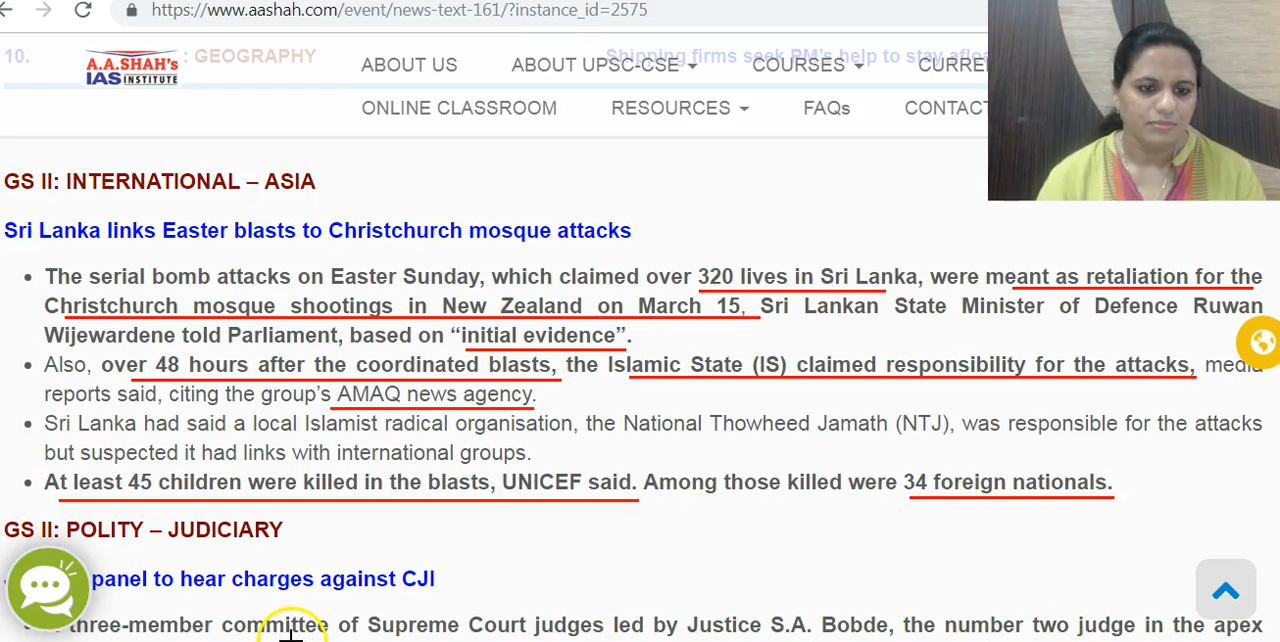 https://www.aashah.com/event/news-text-161/?instance_id=2575
10. : GEOGRAPHY Shipping firms seek PM's help to stay
A.A.SHAH'S
IAS INSTITUTE
ABOUT US ABOUT UPSC-CSE COURSES
ONLINE CLASSROOM RESOURCES FAQs
GS II: INTERNATIONAL – ASIA
Sri Lanka links Easter blasts to Christchurch mosque attacks
• The serial bomb attacks on Easter Sunday, which claimed over 320 lives in Sri Lanka, were meant as retaliation for the
Christchurch mosque shootings in New Zealand on March 15, Sri Lankan State Minister of Defence Ruwan
Wijewardene told Parliament, based on “initial evidence”.
• Also, over 48 hours after the coordinated blasts, the Islamic State (IS) claimed responsibility for the attacks, media
reports said, citing the group's AMAQ news agency.
• Sri Lanka had said a local Islamist radical organisation, the National Thowheed Jamath (NTJ), was responsible for the attacks
but suspected it had links with international groups.
• At least 45 children were killed in the blasts, UNICEF said. Among those killed were 34 foreign nationals.
GS II: POLITY – JUDICIARY
panel to hear charges against CJI
three-member committee of Supreme Court judges led by Justice S.A. Bobde, the number two judge in the apex